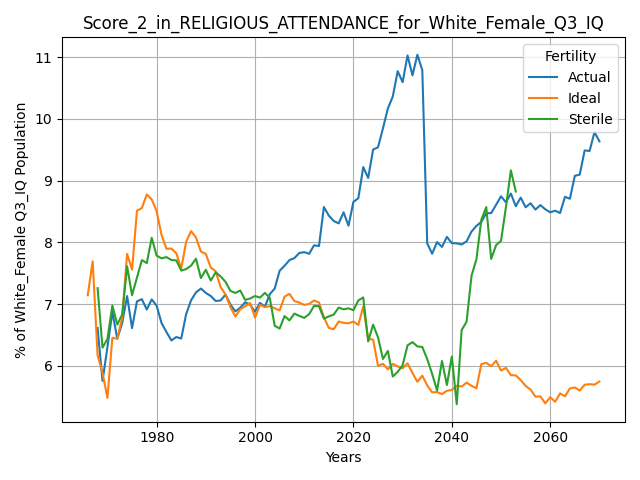 Score_2_in_RELIGIOUS_ATTENDANCE_for_White_Female_Q3_IQ
Fertility
Actual
Ideal
Sterile
% of White_Female Q3_IQ Population
11
10
9
8
7
6
1980
2000
2020
2040
2060
Years